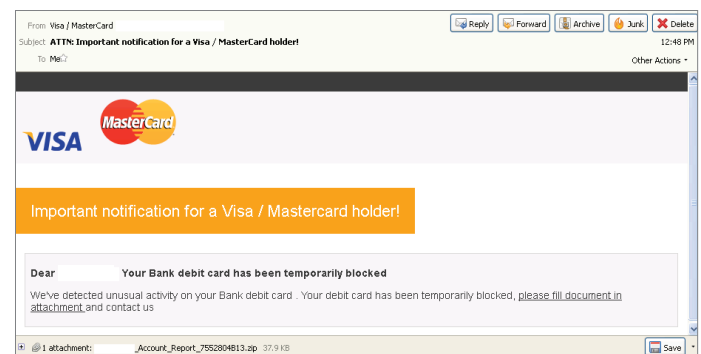 From Visa / MasterCard
Reply Forward Archive Junk Delete
Subject ATTN: Important notification for a Visa / MasterCard holder!
12:48 PM
To Me
Other Actions
VISA
MasterCard
Important notification for a Visa / Mastercard holder!
Dear Your Bank debit card has been temporarily blocked
We've detected unusual activity on your Bank debit card . Your debit card has been temporarily blocked, please fill document in
attachment and contact us
1 attachment: _Account_Report_7552804B13.zip 37.9 KB
Save